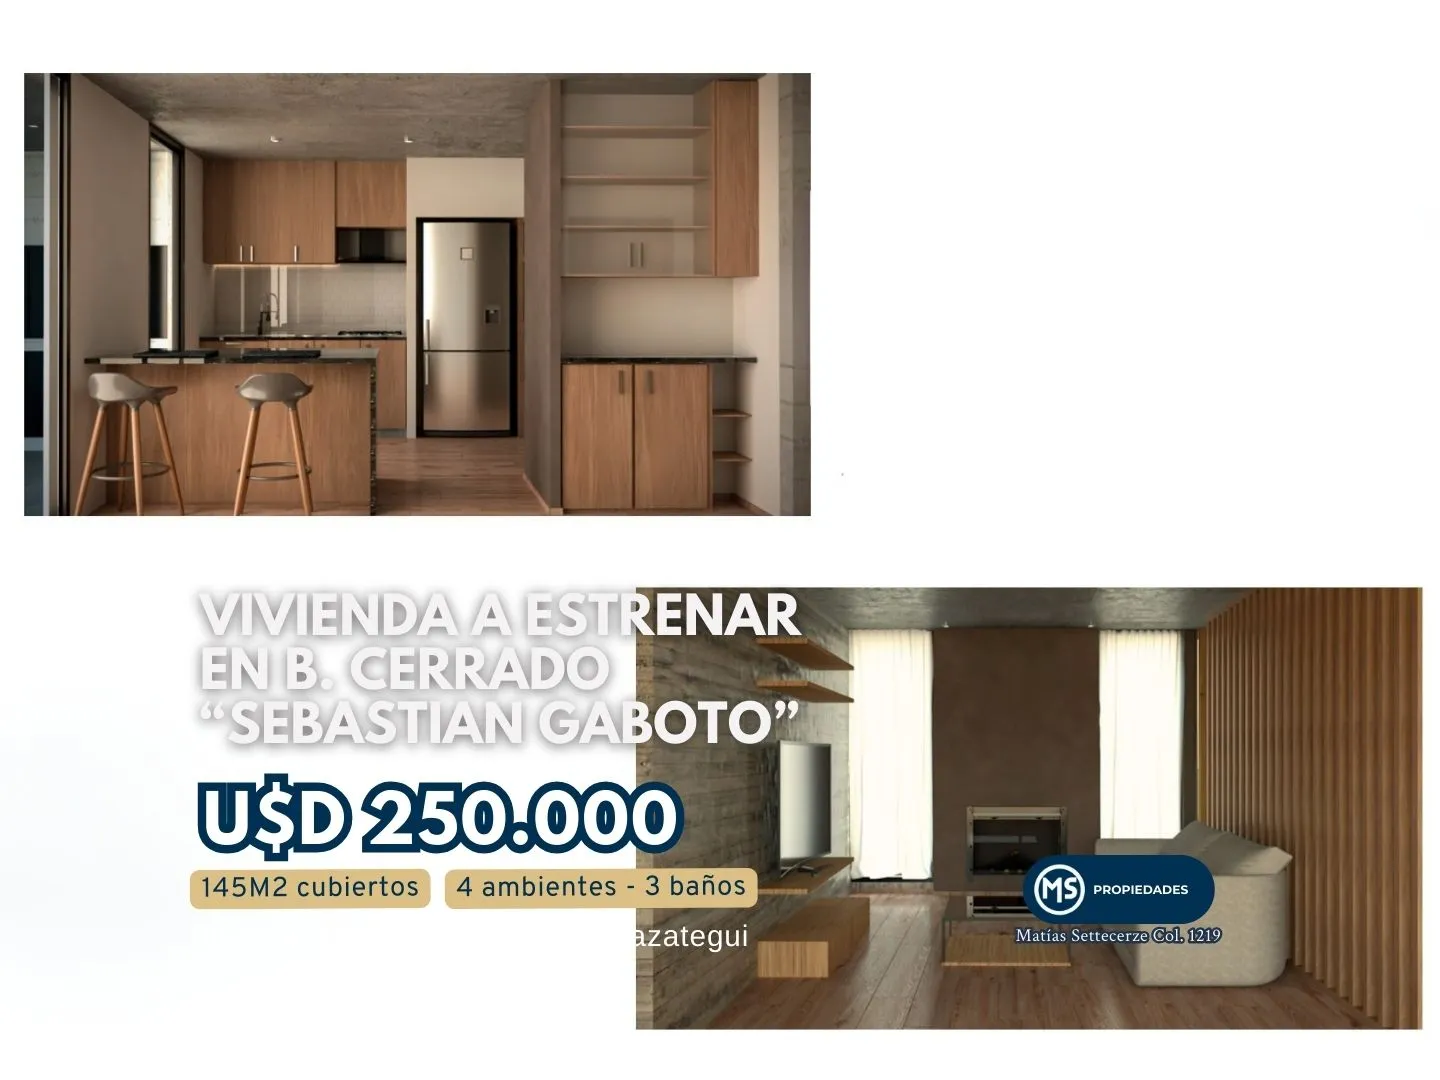 VIVIENDA A ESTRENAR
EN B. CERRADO
“SEBASTIAN GABOTO”
U$D 250.000
145M2 cubiertos
4 ambientes - 3 baños
MS PROPIEDADES
Matías Settecerze Col. 1219